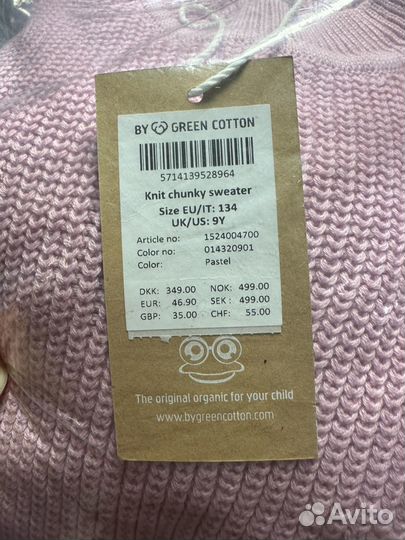 BY GREEN COTTON
5714139528964
Knit chunky sweater
Size EU/IT: 134
UK/US: 9Y
Article no: 1524004700
Color no: 014320901
Color: Pastel
DKK: 349.00 NOK: 499.00
EUR: 46.90 SEK : 499.00
GBP: 35.00 CHF: 55.00
The original organic for your child
www.bygreencotton.com
Avito